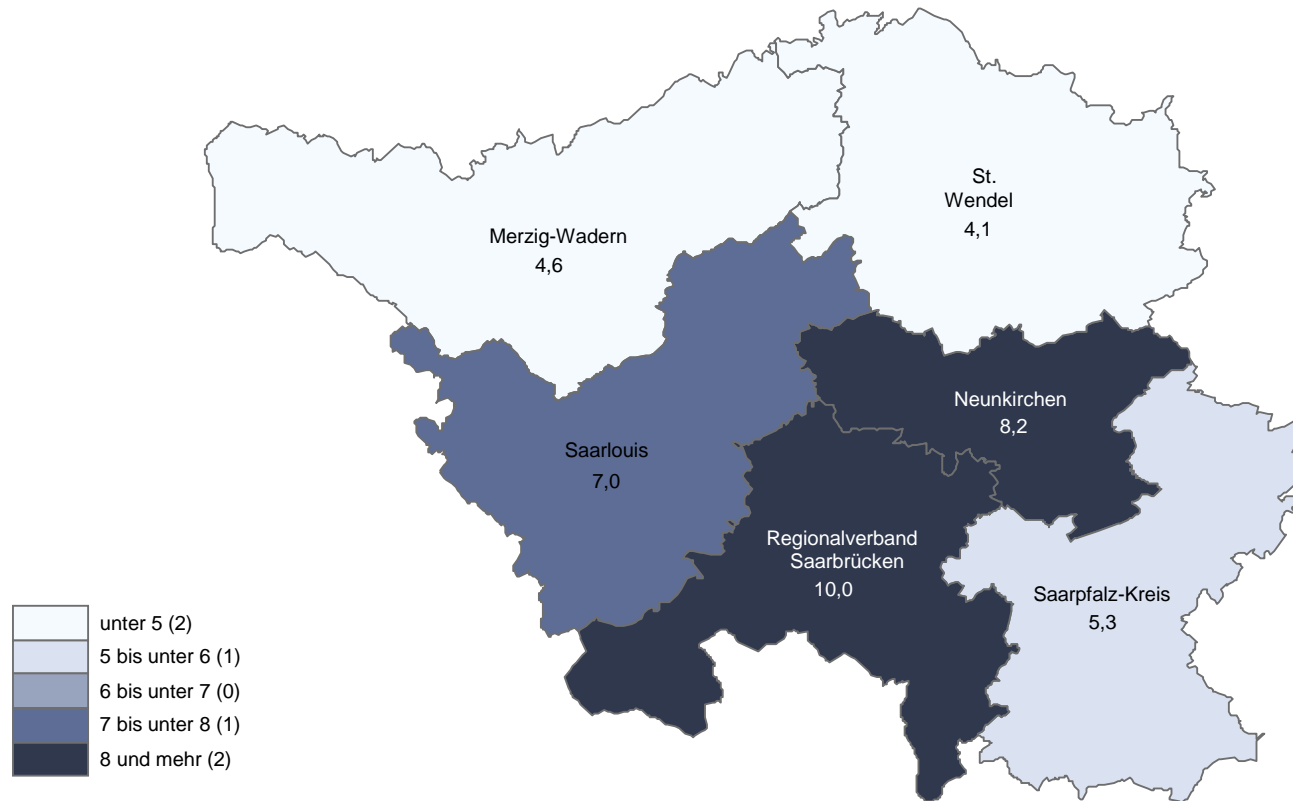 St.
Wendel
4,1
Merzig-Wadern
4,6
Neunkirchen
8,2
Saarlouis
7,0
Regionalverband
Saarbrücken
10,0
Saarpfalz-Kreis
5,3
unter 5 (2)
5 bis unter 6 (1)
6 bis unter 7 (0)
7 bis unter 8 (1)
8 und mehr (2)